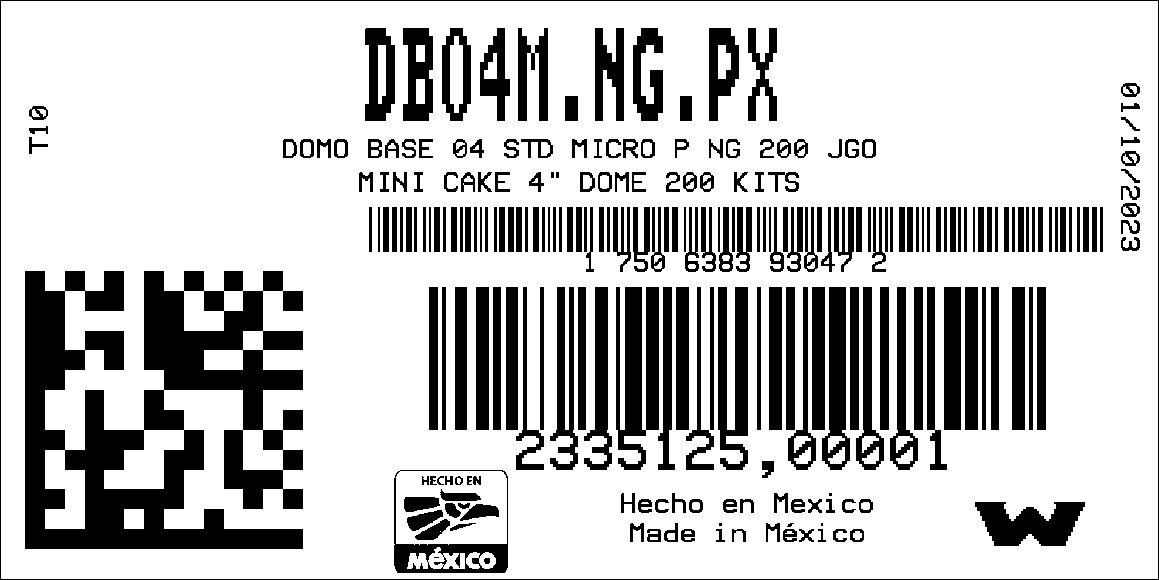 DB04M.NG.PX
T10
01/10/2023
DOMO BASE 04 STD MICRO P NG 200 JGO
MINI CAKE 4" DOME 200 KITS
1 750 6383 93047 2
2335125,00001
HECHO EN
MéXICO
Hecho en Mexico
Made in México